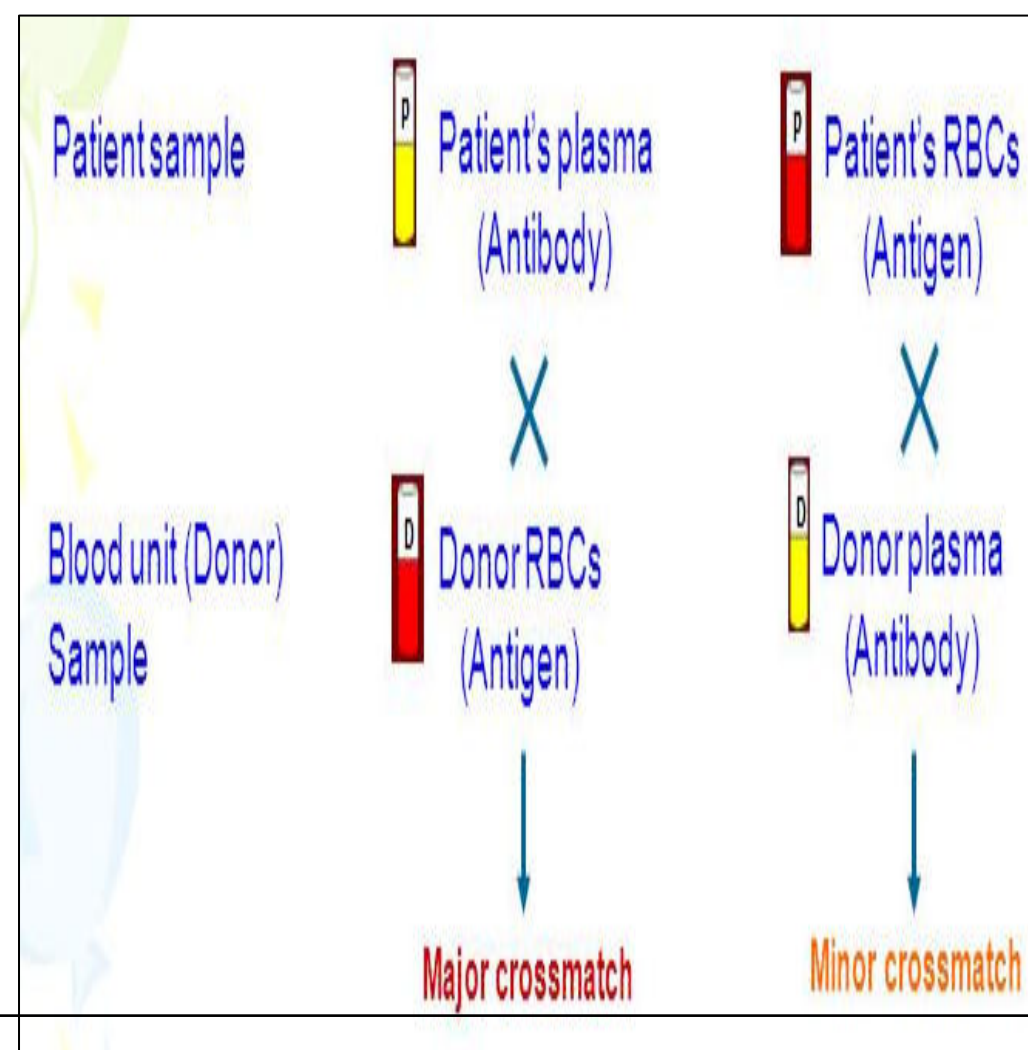 Patient sample
P
Patient's plasma
(Antibody)
P
Patient's RBCs
(Antigen)
Blood unit (Donor)
Sample
D
Donor RBCs
(Antigen)
D
Donor plasma
(Antibody)
Major crossmatch
Minor crossmatch